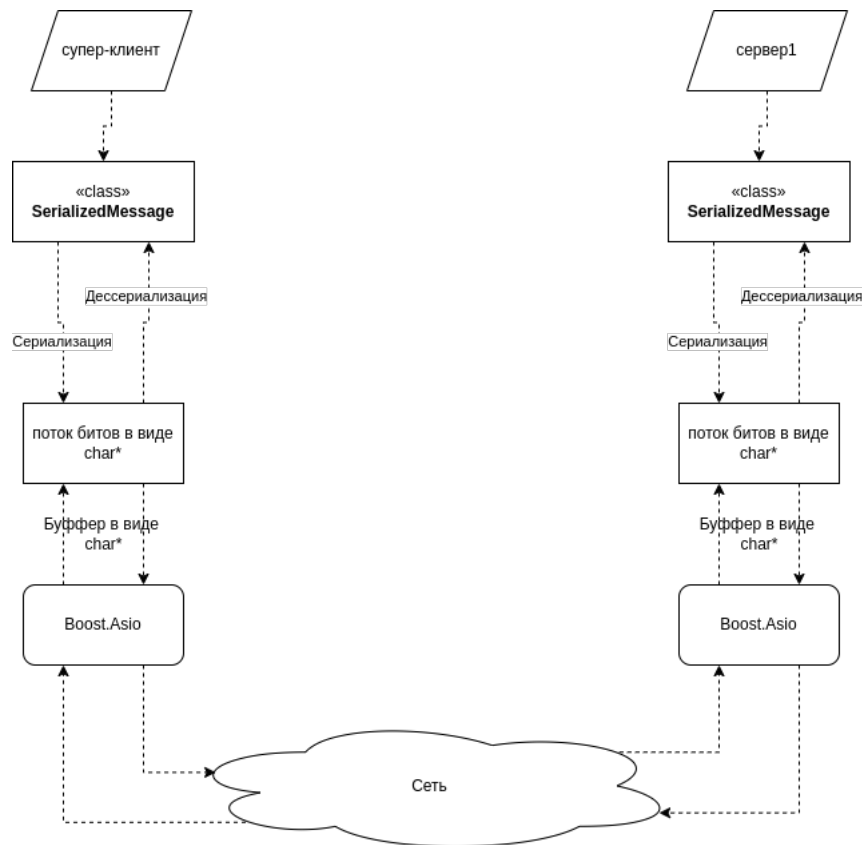 супер-клиент
сервер1
«class»
SerializedMessage
«class»
SerializedMessage
Дессериализация
Дессериализация
Сериализация
Сериализация
поток битов в виде
char*
поток битов в виде
char*
Буффер в виде
char*
Буффер в виде
char*
Boost.Asio
Boost.Asio
Сеть